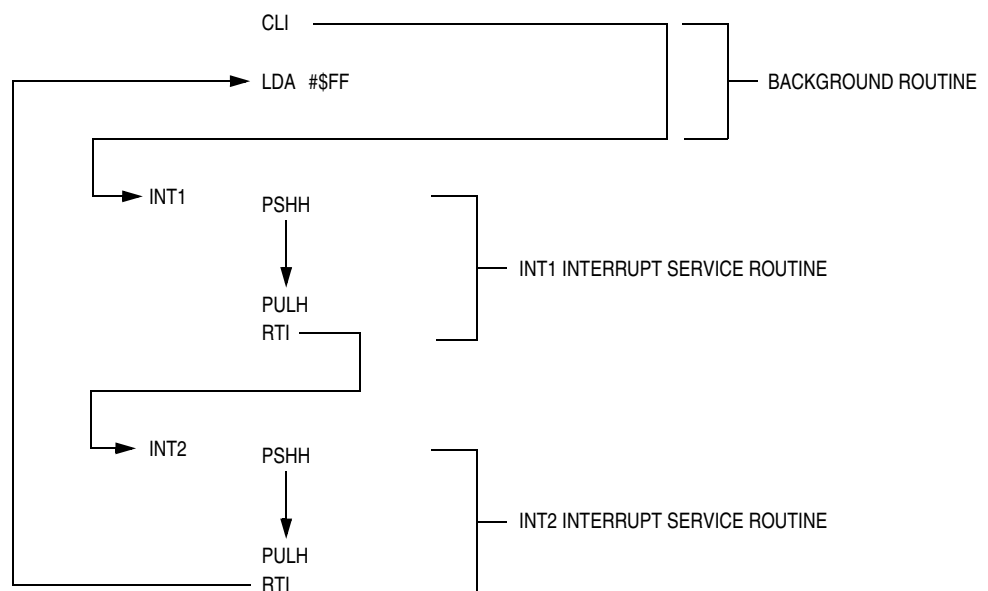 CLI
LDA #$FF
BACKGROUND ROUTINE
INT1
PSHH
INT1 INTERRUPT SERVICE ROUTINE
PULH
RTI
INT2
PSHH
INT2 INTERRUPT SERVICE ROUTINE
PULH
RTI